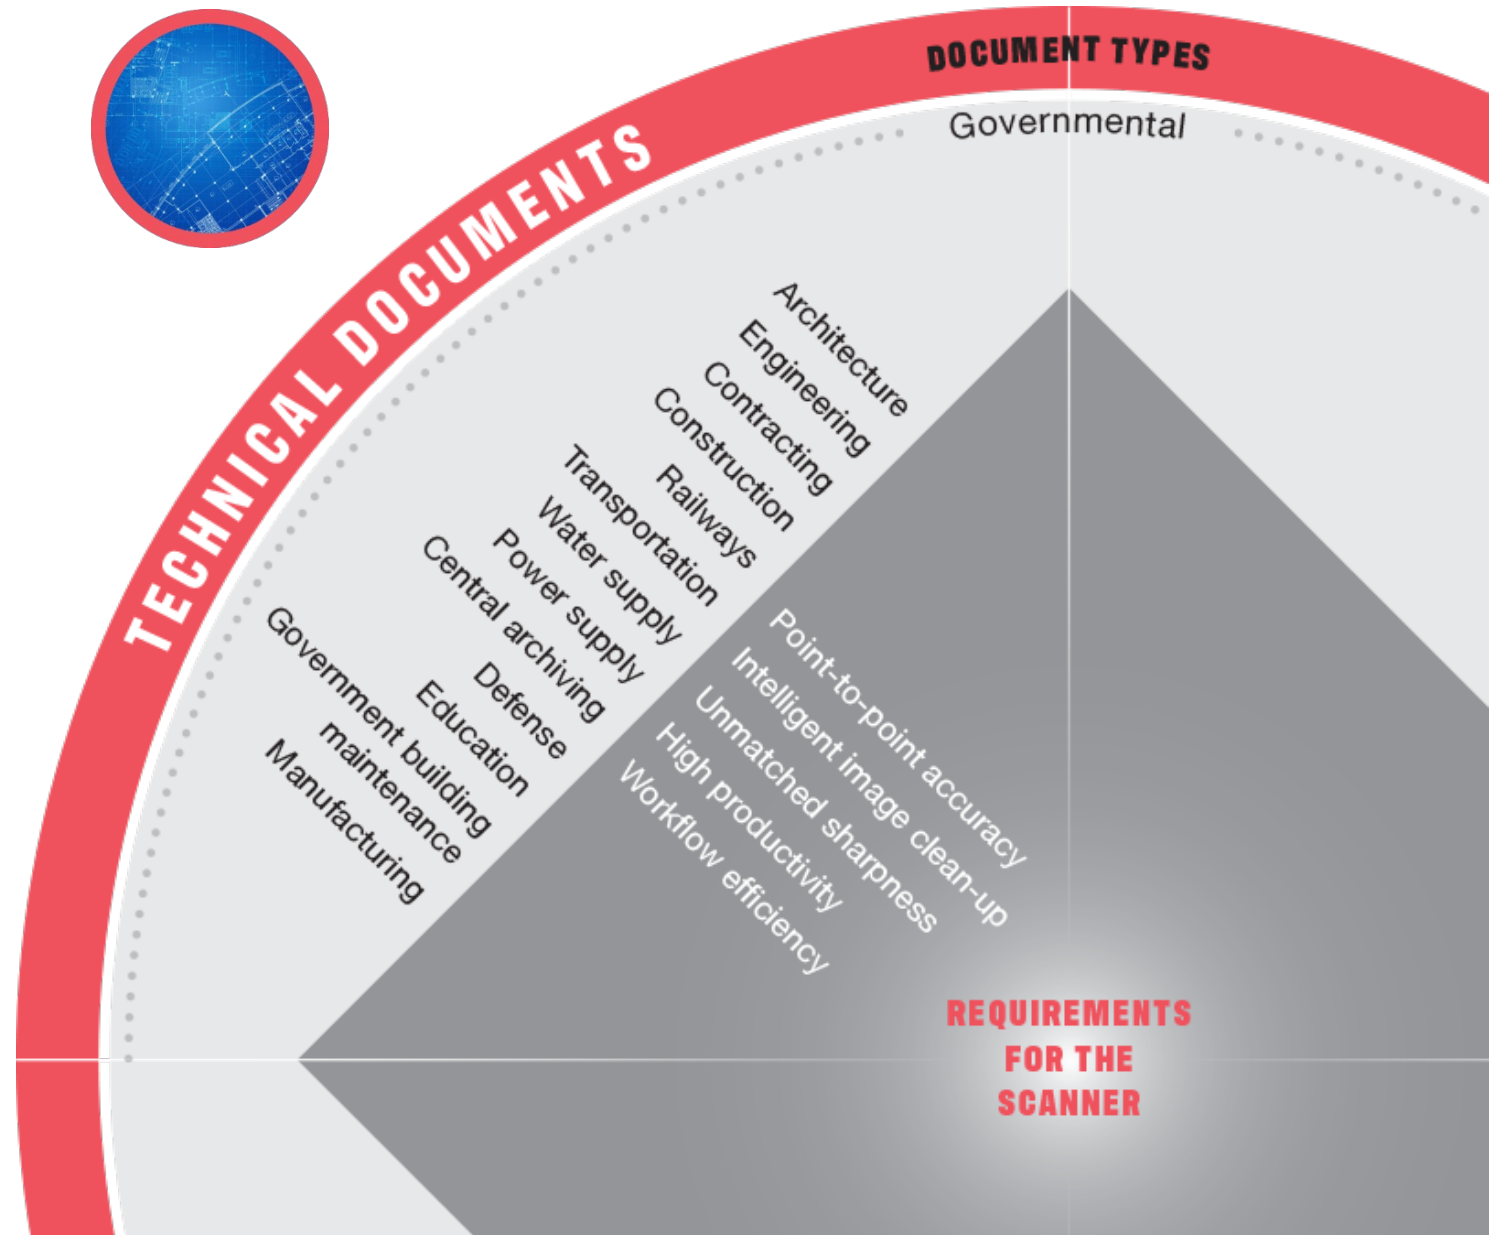 DOCUMENT TYPES
Governmental
TECHNICAL DOCUMENTS
Architecture
Engineering
Contracting
Construction
Railways
Transportation
Water supply
Power supply
Central archiving
Defense
Education
Government building
maintenance
Manufacturing
Point-to-point accuracy
Intelligent image clean-up
Unmatched sharpness
High productivity
Workflow efficiency
REQUIREMENTS
FOR THE
SCANNER